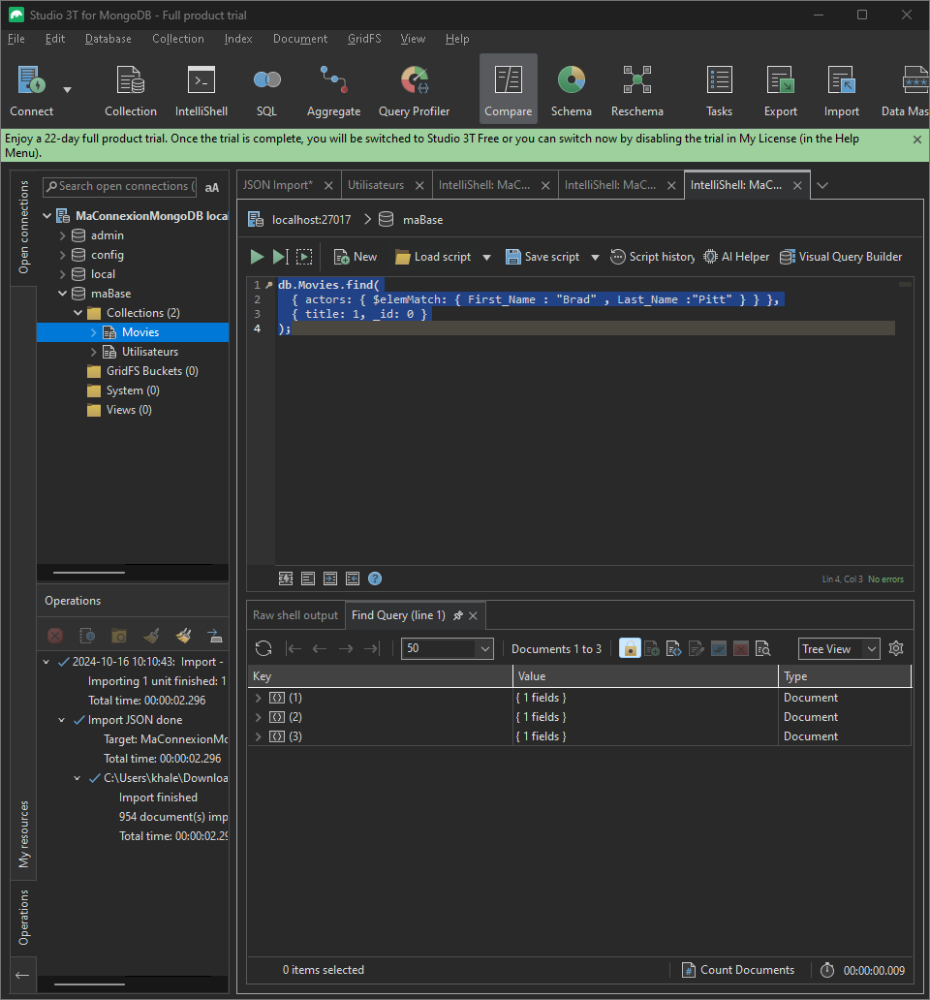 Studio 3T for MongoDB - Full product trial
File Edit Database Collection Index Document GridFS View Help
Connect Collection IntelliShell SQL Aggregate Query Profiler Compare Schema Reschema Tasks Export Import Data Mas
Enjoy a 22-day full product trial. Once the trial is complete, you will be switched to Studio 3T Free or you can switch now by disabling the trial in My License (in the Help
Menu).
Open connections
My resources
Operations
Search open connections ( aA
MaConnexionMongoDB loca
admin
config
local
maBase
Collections (2)
Movies
Utilisateurs
GridFS Buckets (0)
System (0)
Views (0)
Operations
2024-10-16 10:10:43: Import -
Importing 1 unit finished: 1
Total time: 00:00:02.296
Import JSON done
Target: MaConnexionMo
Total time: 00:00:02.296
C:\Users\khale\Downloa
Import finished
954 document(s) imp
Total time: 00:00:02.29
JSON Import* Utilisateurs IntelliShell: MaC... IntelliShell: MaC... IntelliShell: MaC...
localhost:27017 maBase
New Load script Save script Script history AI Helper Visual Query Builder
1 db.Movies.find(
2 { actors: { $elemMatch: { First_Name : "Brad" , Last_Name :"Pitt" } } },
3 { title: 1, _id: 0 }
4 );
Lin 4, Col 3 No errors
Raw shell output Find Query (line 1)
50 Documents 1 to 3 Tree View
Key Value Type
(1) { 1 fields } Document
(2) { 1 fields } Document
(3) { 1 fields } Document
0 items selected Count Documents 00:00:00.009